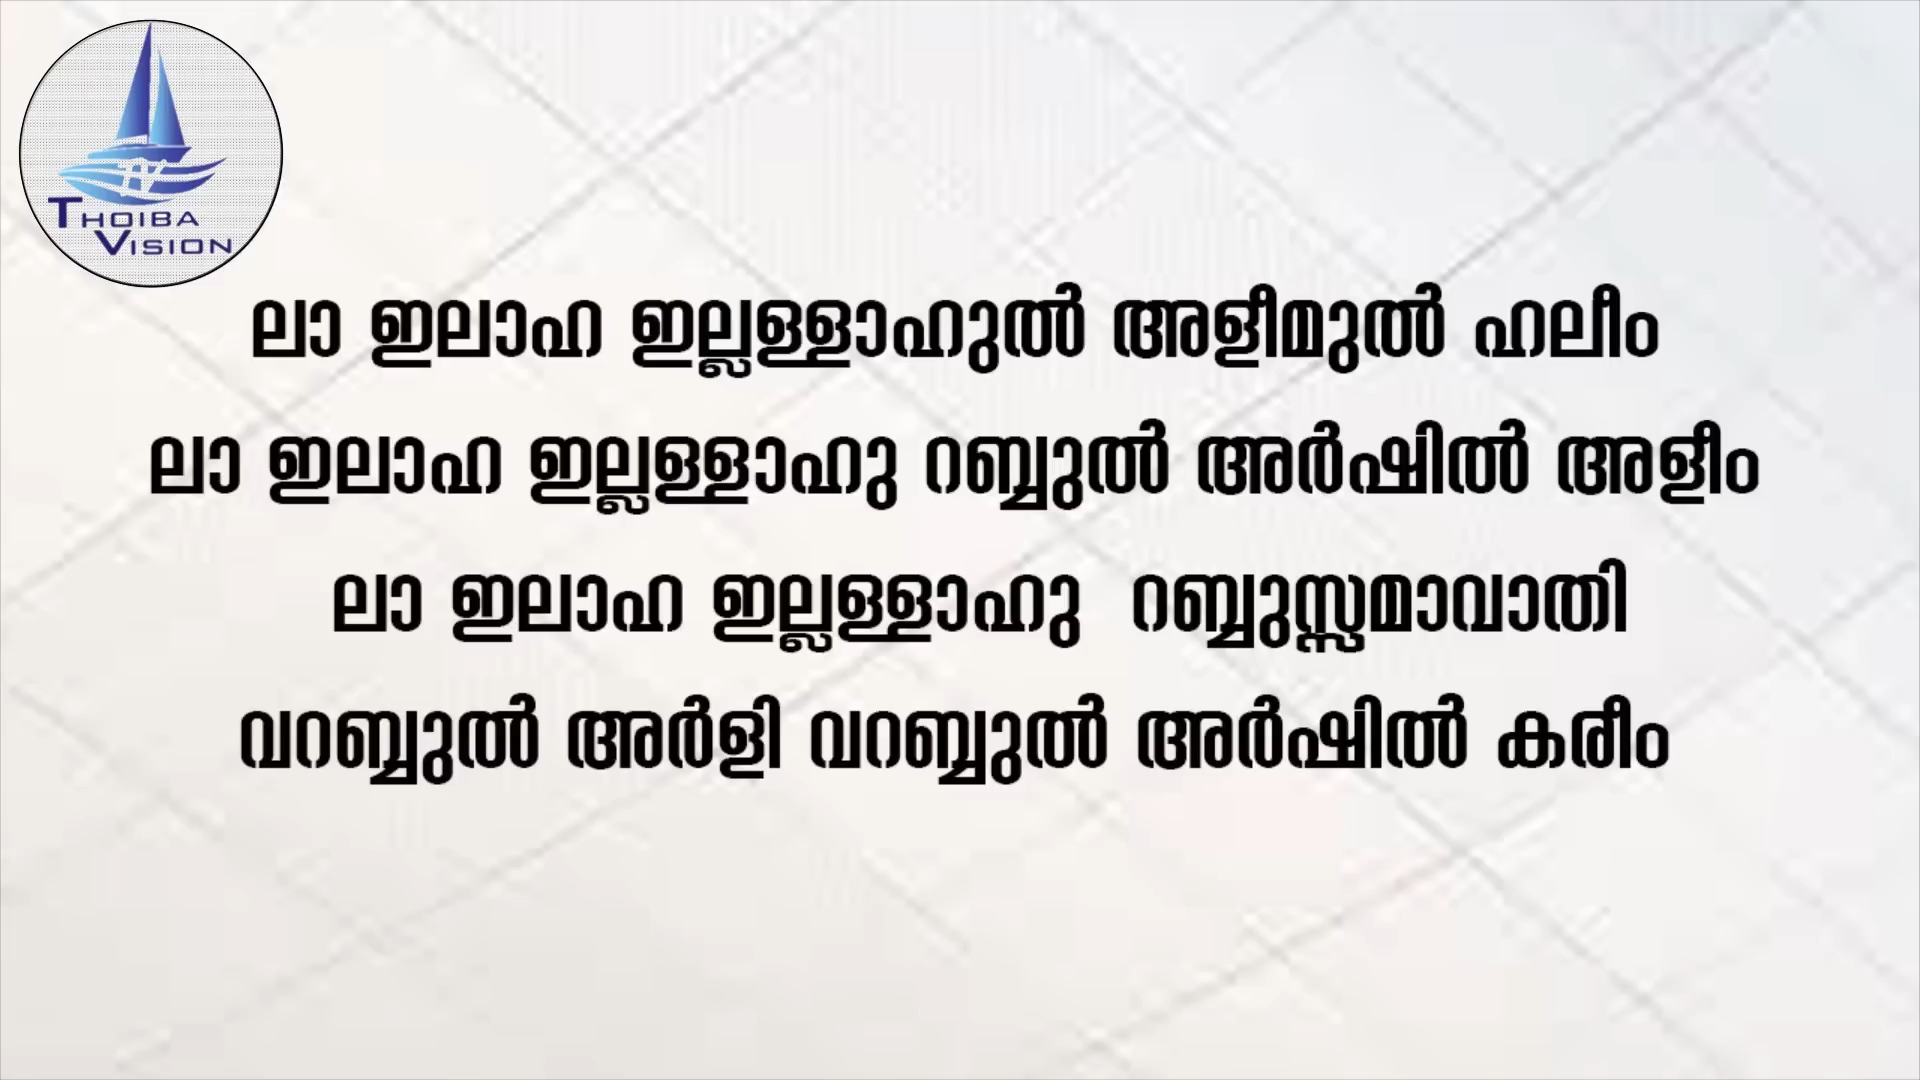 THOIBA
VISION
ലാ ഇലാഹ ഇല്ലള്ളാഹുൽ അളീമുൽ ഹലീം
ലാ ഇലാഹ ഇല്ലള്ളാഹു റബ്ബുൽ അർഷിൽ അളീം
ലാ ഇലാഹ ഇല്ലള്ളാഹു റബ്ബുസ്സമാവാതി
വറബ്ബുൽ അർളി വറബ്ബുൽ അർഷിൽ കരീം